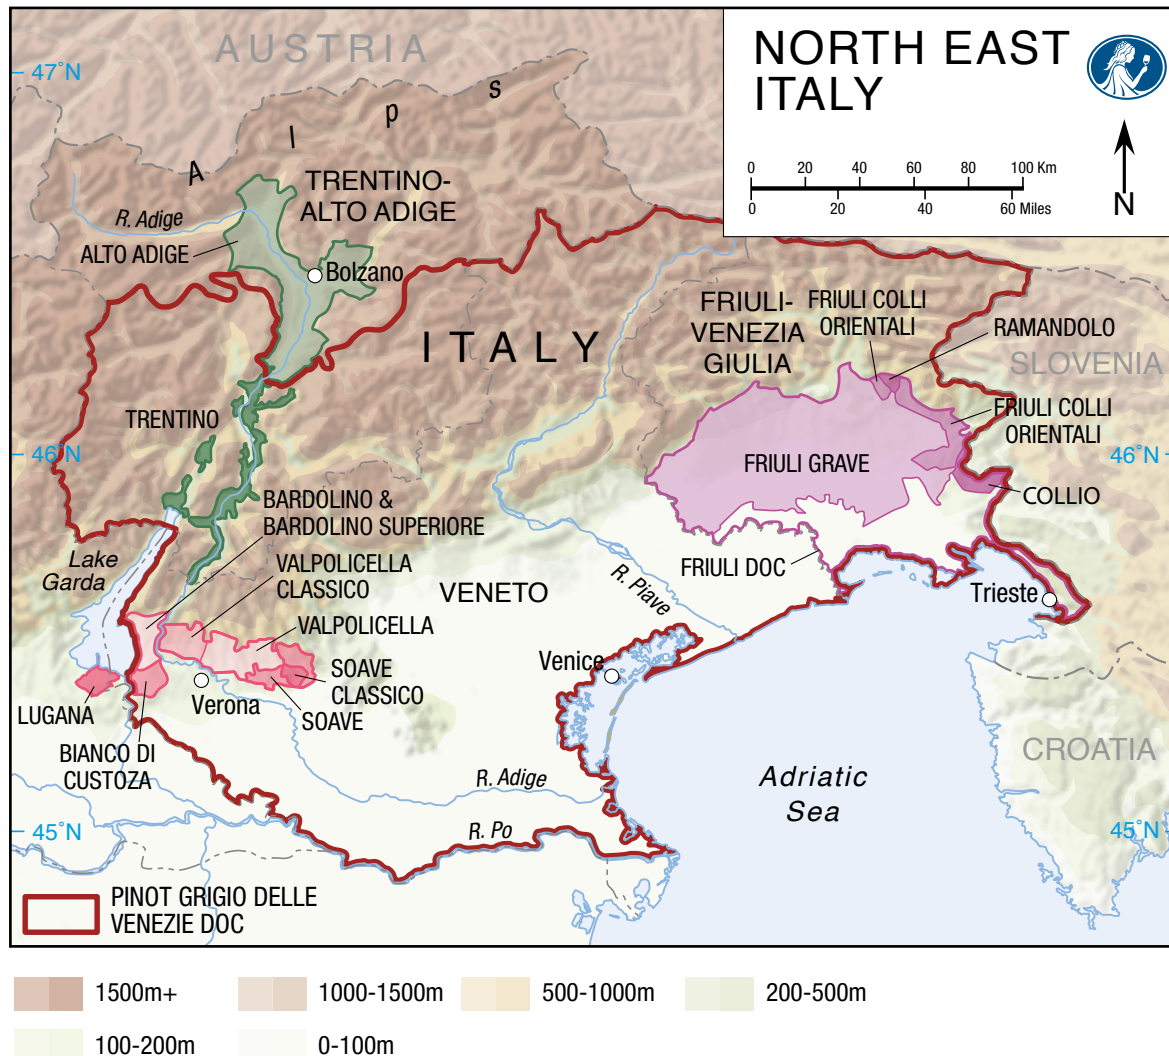 AUSTRIA
NORTH EAST
ITALY
47°N
0 20 40 60 80 100 Km
0 20 40 60 Miles
N
Alps
TRENTINO-
ALTO ADIGE
R. Adige
ALTO ADIGE
Bolzano
ITALY
FRIULI-
VENEZIA
GIULIA
FRIULI COLLI
ORIENTALI
RAMANDOLO
SLOVENIA
TRENTINO
FRIULI COLLI
ORIENTALI
46°N
46°N
FRIULI GRAVE
COLLIO
BARDOLINO &
BARDOLINO SUPERIORE
Lake
Garda
VALPOLICELLA
CLASSICO
FRIULI DOC
VENETO
R. Piave
Trieste
VALPOLICELLA
Venice
SOAVE
CLASSICO
Verona
SOAVE
LUGANA
BIANCO DI
CUSTOZA
CROATIA
R. Adige
Adriatic
Sea
R. Po
45°N
45°N
PINOT GRIGIO DELLE
VENEZIE DOC
1500m+
1000-1500m
500-1000m
200-500m
100-200m
0-100m